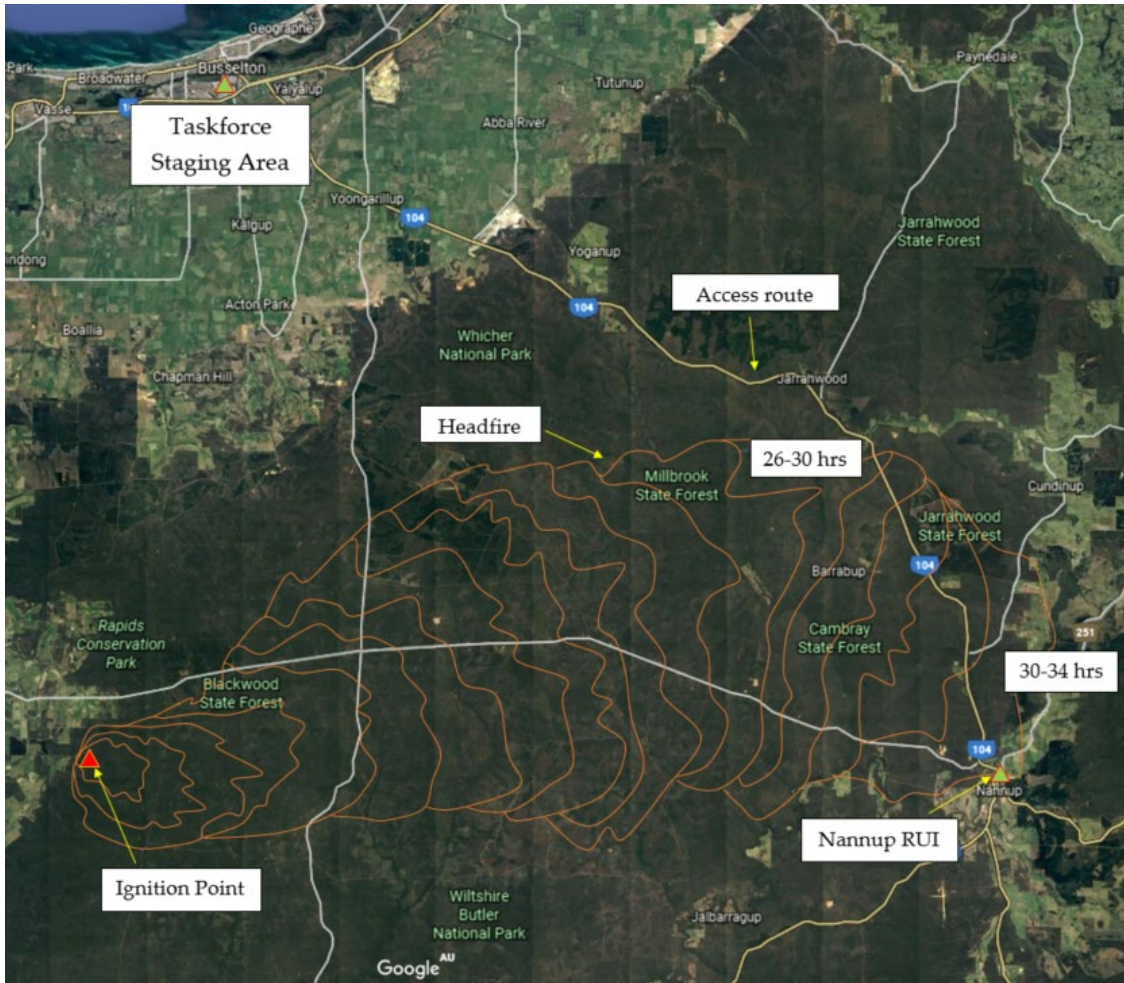 Geographe
Park
Broadwater
Busselton
Vasse
Yalyalup
Taskforce
Staging Area
Tutunup
Paynedale
Abba River
Yoongarillup
104
Kalgup
Yoganup
Jarrahwood
State Forest
Access route
104
Acton Park
Boallia
Whicher
National Park
Chapman Hill
Jarrahwood
Headfire
26-30 hrs
Millbrook
State Forest
Cundinup
Jarrahwood
State Forest
104
Barrabup
Rapids
Conservation
Park
Cambray
State Forest
251
30-34 hrs
Blackwood
State Forest
104
Nannup
Nannup RUI
Ignition Point
Wiltshire
Butler
National Park
Jalbarragup
Google AU